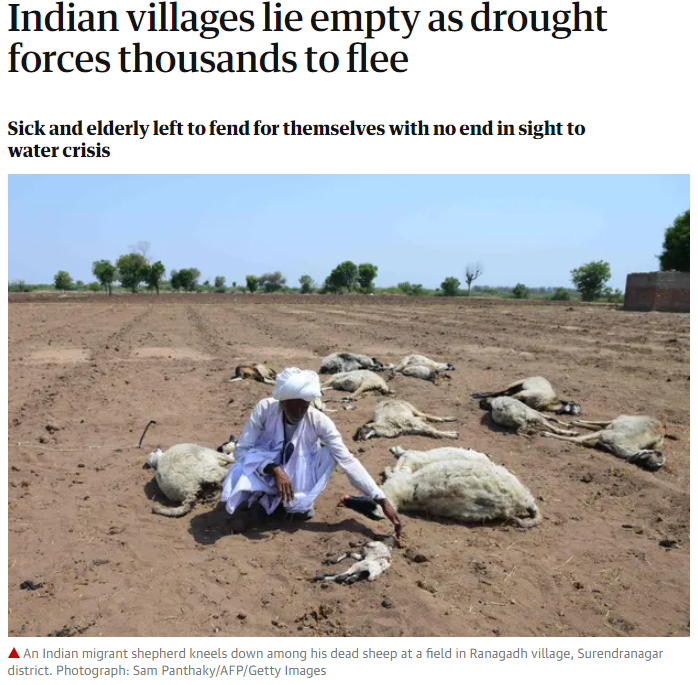 Indian villages lie empty as drought
forces thousands to flee
Sick and elderly left to fend for themselves with no end in sight to
water crisis
An Indian migrant shepherd kneels down among his dead sheep at a field in Ranagadh village, Surendranagar
district. Photograph: Sam Panthaky/AFP/Getty Images